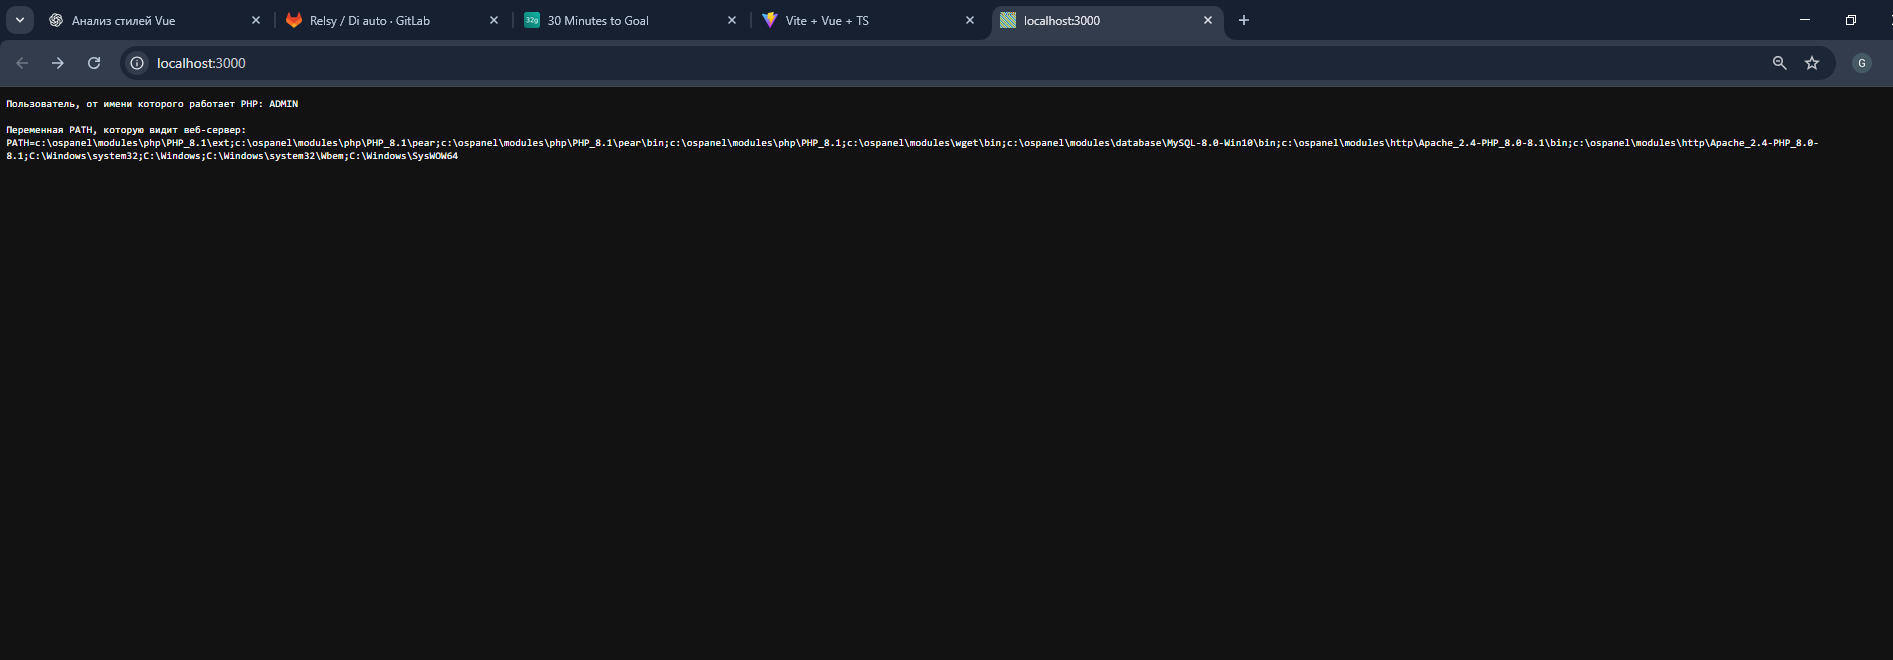 Анализ стилей Vue
Relsy / Di auto · GitLab
32g
30 Minutes to Goal
Vite + Vue + TS
localhost:3000
localhost:3000
G
Пользователь, от имени которого работает PHP: ADMIN
Переменная PATH, которую видит веб-сервер:
PATH=c:\ospanel\modules\php\PHP_8.1\ext;c:\ospanel\modules\php\PHP_8.1\pear;c:\ospanel\modules\php\PHP_8.1\pear\bin;c:\ospanel\modules\php\PHP_8.1;c:\ospanel\modules\wget\bin;c:\ospanel\modules\database\MySQL-8.0-Win10\bin;c:\ospanel\modules\http\Apache_2.4-PHP_8.0-8.1\bin;c:\ospanel\modules\http\Apache_2.4-PHP_8.0-
8.1;C:\Windows\system32;C:\Windows;C:\Windows\system32\Wbem;C:\Windows\SysWOW64